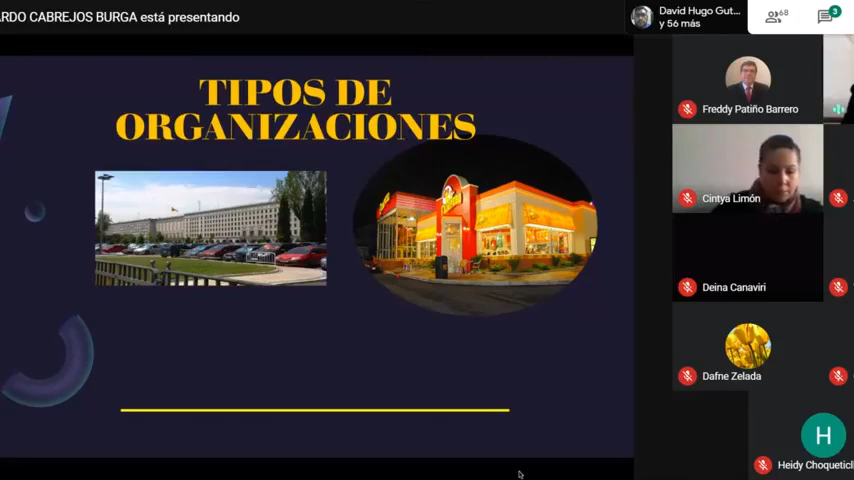 ARDO CABREJOS BURGA está presentando
David Hugo Gut...
y 56 más
68
3
TIPOS DE
ORGANIZACIONES
Freddy Patiño Barrero
Cintya Limón
Deina Canaviri
Dafne Zelada
H
Heidy Choqueticll